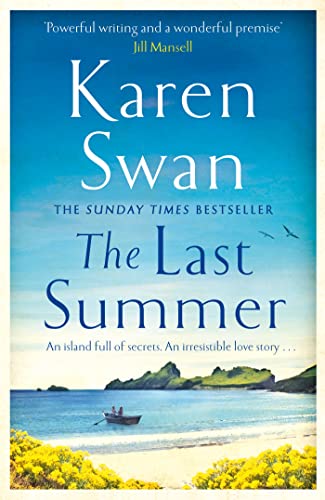 ‘Powerful writing and a wonderful premise’
Jill Mansell
Karen
Swan
THE SUNDAY TIMES BESTSELLER
The Last
Summer
An island full of secrets. An irresistible love story . . .